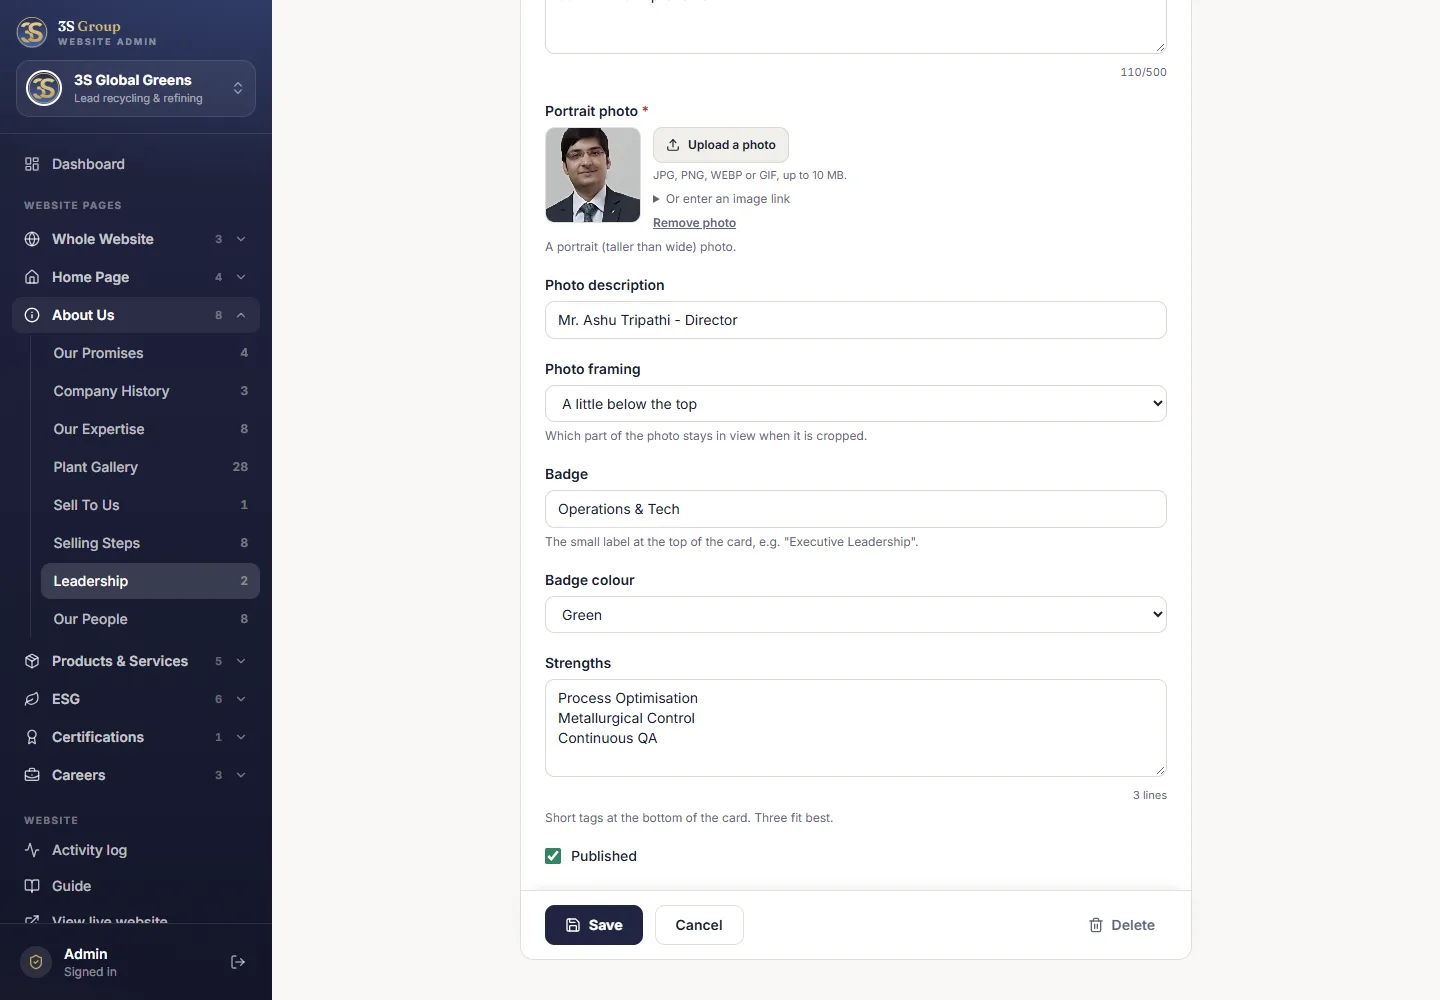 3S Group
WEBSITE ADMIN
3S Global Greens
Lead recycling & refining
Dashboard
WEBSITE PAGES
Whole Website 3
Home Page 4
About Us 8
Our Promises 4
Company History 3
Our Expertise 8
Plant Gallery 28
Sell To Us 1
Selling Steps 8
Leadership 2
Our People 8
Products & Services 5
ESG 6
Certifications 1
Careers 3
WEBSITE
Activity log
Guide
View live website
Admin
Signed in
110/500
Portrait photo *
Upload a photo
JPG, PNG, WEBP or GIF, up to 10 MB.
Or enter an image link
Remove photo
A portrait (taller than wide) photo.
Photo description
Mr. Ashu Tripathi - Director
Photo framing
A little below the top
Which part of the photo stays in view when it is cropped.
Badge
Operations & Tech
The small label at the top of the card, e.g. "Executive Leadership".
Badge colour
Green
Strengths
Process Optimisation
Metallurgical Control
Continuous QA
3 lines
Short tags at the bottom of the card. Three fit best.
Published
Save
Cancel
Delete